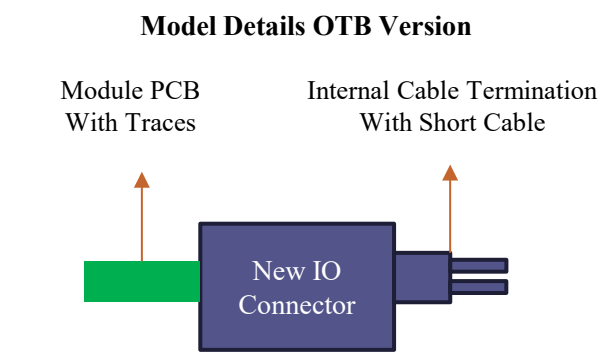 Model Details OTB Version
Module PCB
With Traces
Internal Cable Termination
With Short Cable
New IO
Connector